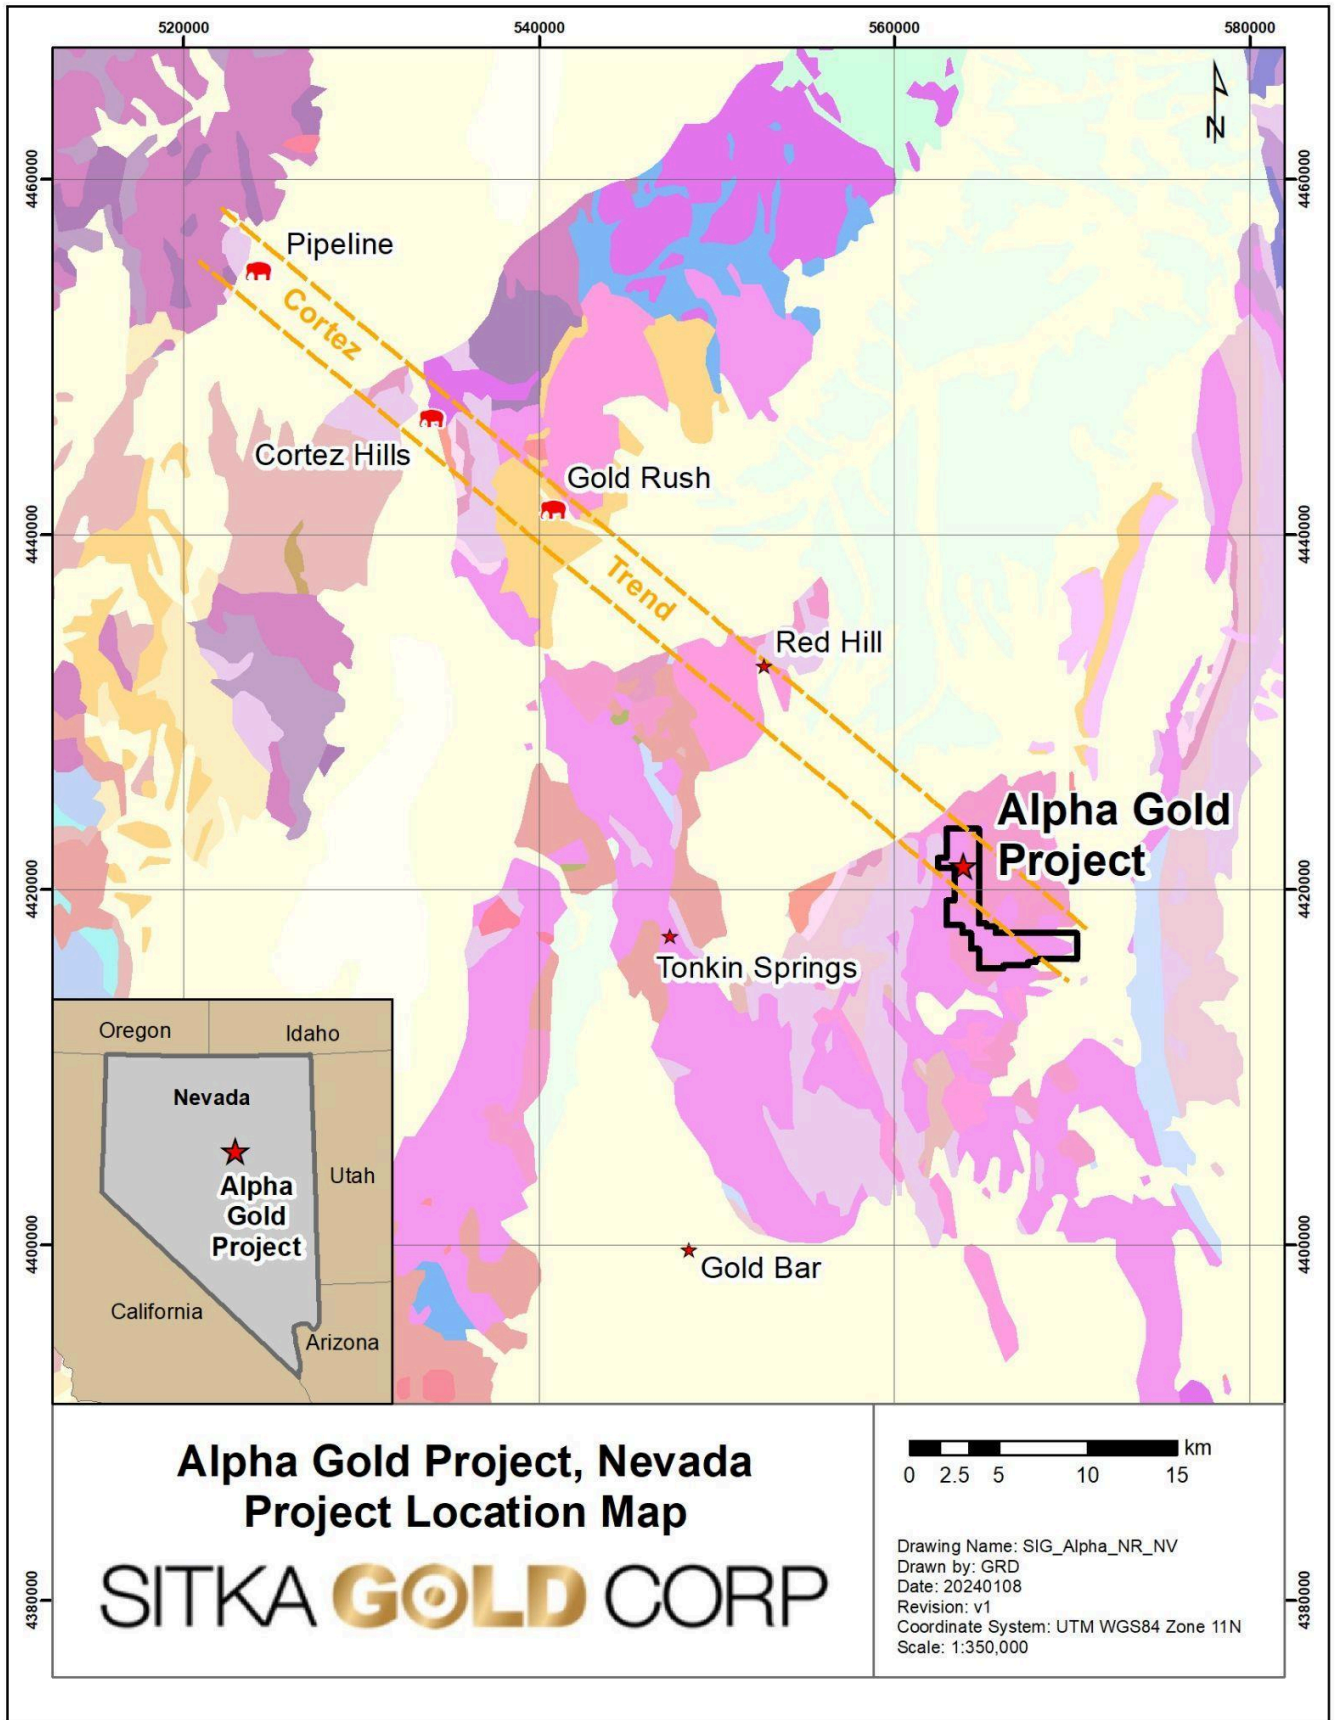 520000
540000
560000
580000
4460000
4460000
N
Pipeline
Cortez
Cortez Hills
Gold Rush
4440000
4440000
Trend
Red Hill
Alpha Gold
Project
4420000
4420000
Tonkin Springs
Oregon
Idaho
Nevada
Utah
Alpha
Gold
Project
California
Arizona
4400000
4400000
Gold Bar
Alpha Gold Project, Nevada
Project Location Map
SITKA GOLD CORP
km
0 2.5 5 10 15
Drawing Name: SIG_Alpha_NR_NV
Drawn by: GRD
Date: 20240108
Revision: v1
Coordinate System: UTM WGS84 Zone 11N
Scale: 1:350,000
4380000
4380000